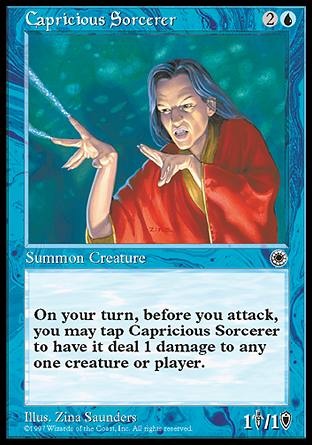 Capricious Sorcerer 2
Summon Creature
On your turn, before you attack,
you may tap Capricious Sorcerer
to have it deal 1 damage to any
one creature or player.
Illus. Zina Saunders
©1997 Wizards of the Coast, Inc. All rights reserved.
1/1